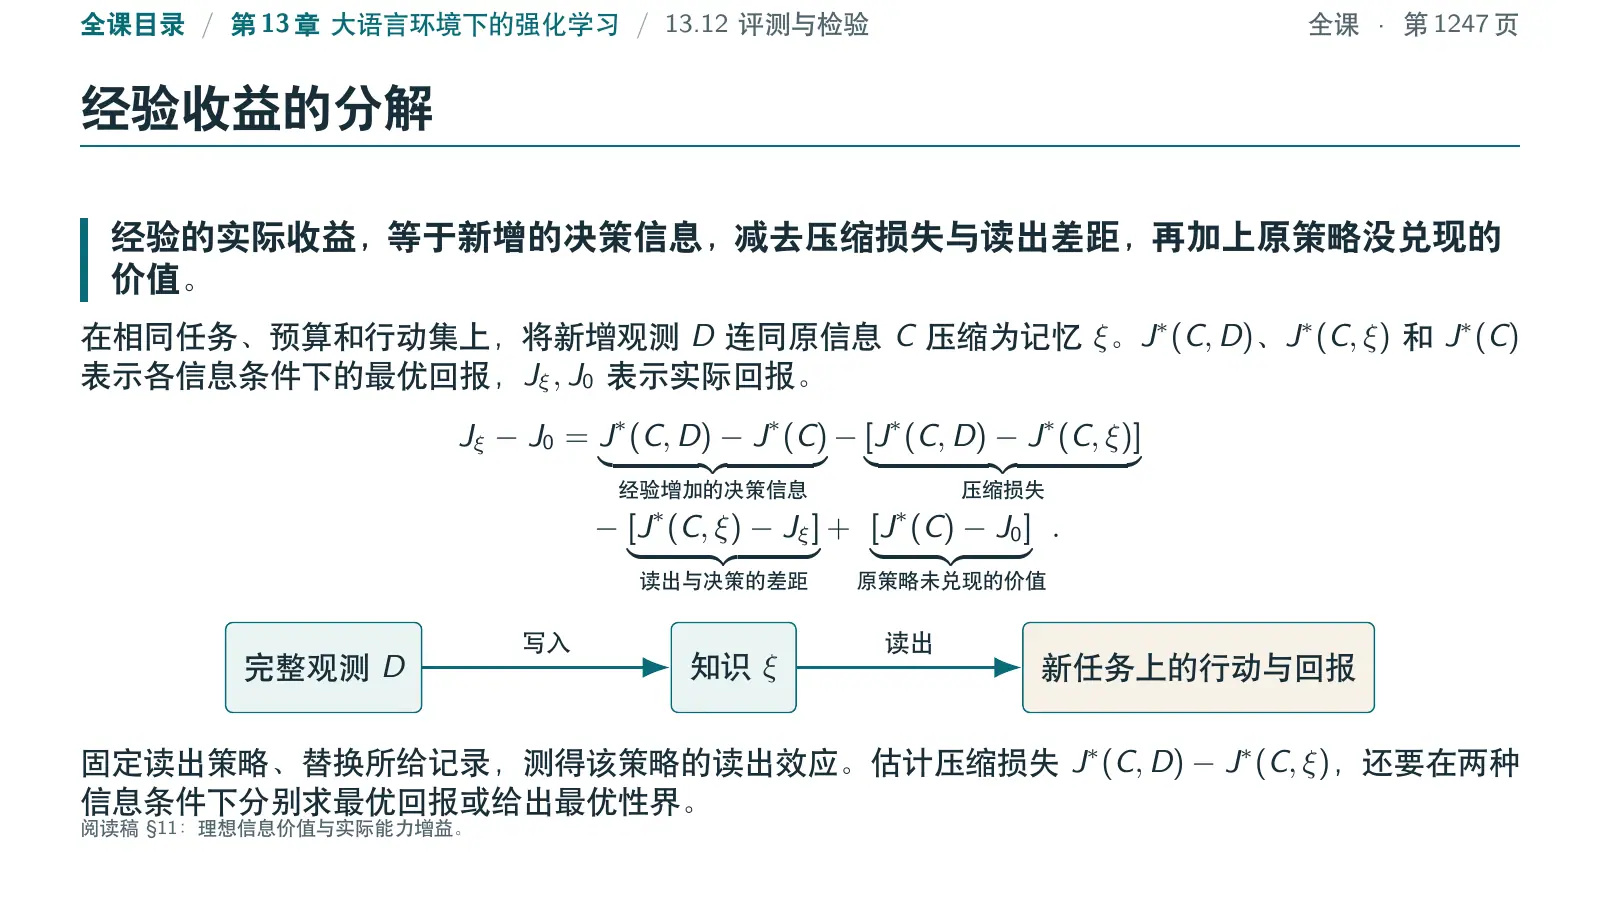 全课目录 / 第 13 章 大语言环境下的强化学习 / 13.12 评测与检验
全课 · 第 1247 页
经验收益的分解
经验的实际收益，等于新增的决策信息，减去压缩损失与读出差距，再加上原策略没兑现的
价值。
在相同任务、预算和行动集上，将新增观测 D 连同原信息 C 压缩为记忆 ξ。J*(C, D)、J*(C, ξ) 和 J*(C)
表示各信息条件下的最优回报，Jξ, J0 表示实际回报。
Jξ − J0 = J*(C, D) − J*(C) − [J*(C, D) − J*(C, ξ)]
经验增加的决策信息 压缩损失
− [J*(C, ξ) − Jξ] + [J*(C) − J0] .
读出与决策的差距 原策略未兑现的价值
写入 读出
完整观测 D 知识 ξ 新任务上的行动与回报
固定读出策略、替换所给记录，测得该策略的读出效应。估计压缩损失 J*(C, D) − J*(C, ξ)，还要在两种
信息条件下分别求最优回报或给出最优性界。
阅读稿 §11：理想信息价值与实际能力增益。